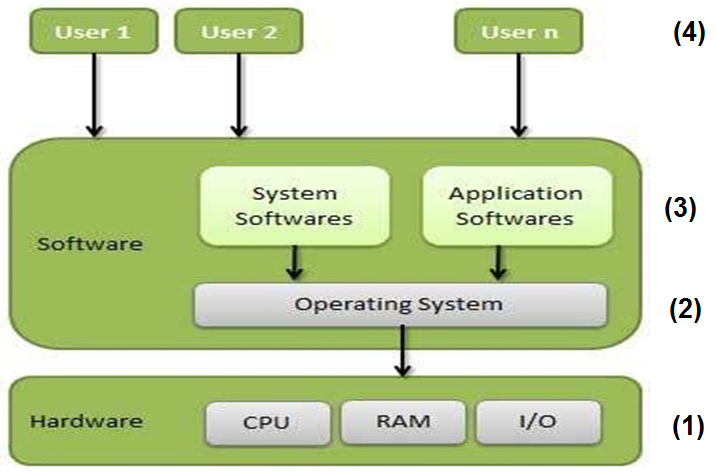 User 1
User 2
User n
(4)
System
Softwares
Application
Softwares
(3)
Software
Operating System
(2)
Hardware
CPU
RAM
I/O
(1)